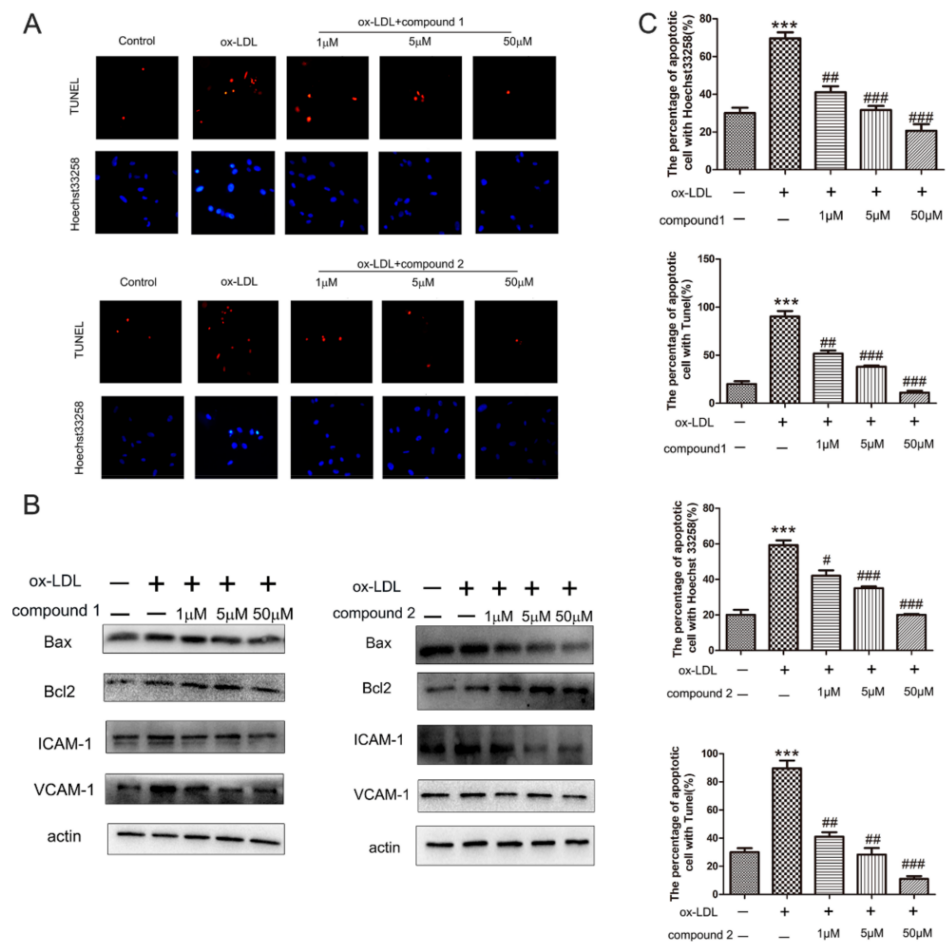 A
ox-LDL+compound 1
Control ox-LDL 1μM 5μM 50μM
TUNEL
Hoechst33258
ox-LDL+compound 2
Control ox-LDL 1μM 5μM 50μM
TUNEL
Hoechst33258
B
ox-LDL — + + + +
compound 1 — — 1μM 5μM 50μM
Bax
Bcl2
ICAM-1
VCAM-1
actin
ox-LDL — + + + +
compound 2 — — 1μM 5μM 50μM
Bax
Bcl2
ICAM-1
VCAM-1
actin
C
The percentage of apoptotic
cell with Hoechst33258(%)
80
60
40
20
0
*** ## ### ###
ox-LDL — + + + +
compound1 — — 1μM 5μM 50μM
The percentage of apoptotic
cell with Tunel(%)
150
100
50
0
*** ## ### ###
ox-LDL — + + + +
compound1 — — 1μM 5μM 50μM
The percentage of apoptotic
cell with Hoechst 33258(%)
80
60
40
20
0
*** # ### ###
ox-LDL — + + + +
compound 2 — — 1μM 5μM 50μM
The percentage of apoptotic
cell with Tunel(%)
100
80
60
40
20
0
*** ## ## ###
ox-LDL — + + + +
compound 2 — — 1μM 5μM 50μM